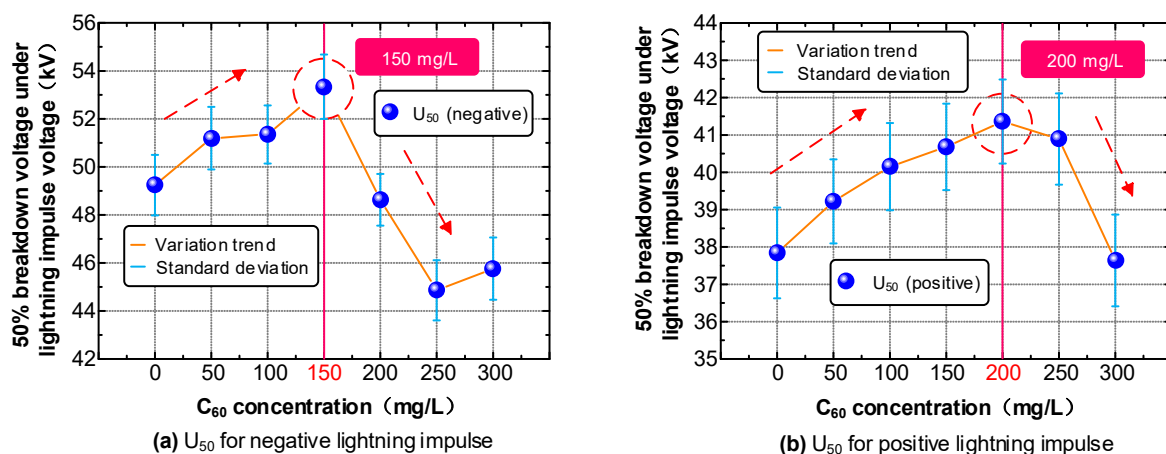 50% breakdown voltage under
lightning impulse voltage（kV）
56
54
52
50
48
46
44
42
150 mg/L
U₅₀ (negative)
Variation trend
Standard deviation
0 50 100 150 200 250 300
C₆₀ concentration（mg/L）
(a) U₅₀ for negative lightning impulse
50% breakdown voltage under
lightning impulse voltage（kV）
43
42
41
40
39
38
37
36
35
Variation trend
Standard deviation
200 mg/L
U₅₀ (positive)
0 50 100 150 200 250 300
C₆₀ concentration（mg/L）
(b) U₅₀ for positive lightning impulse